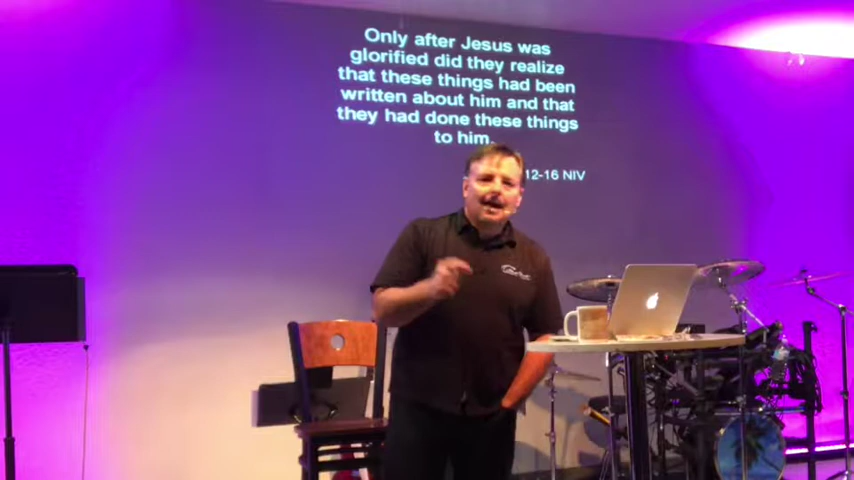 Only after Jesus was
glorified did they realize
that these things had been
written about him and that
they had done these things
to him.
12-16 NIV